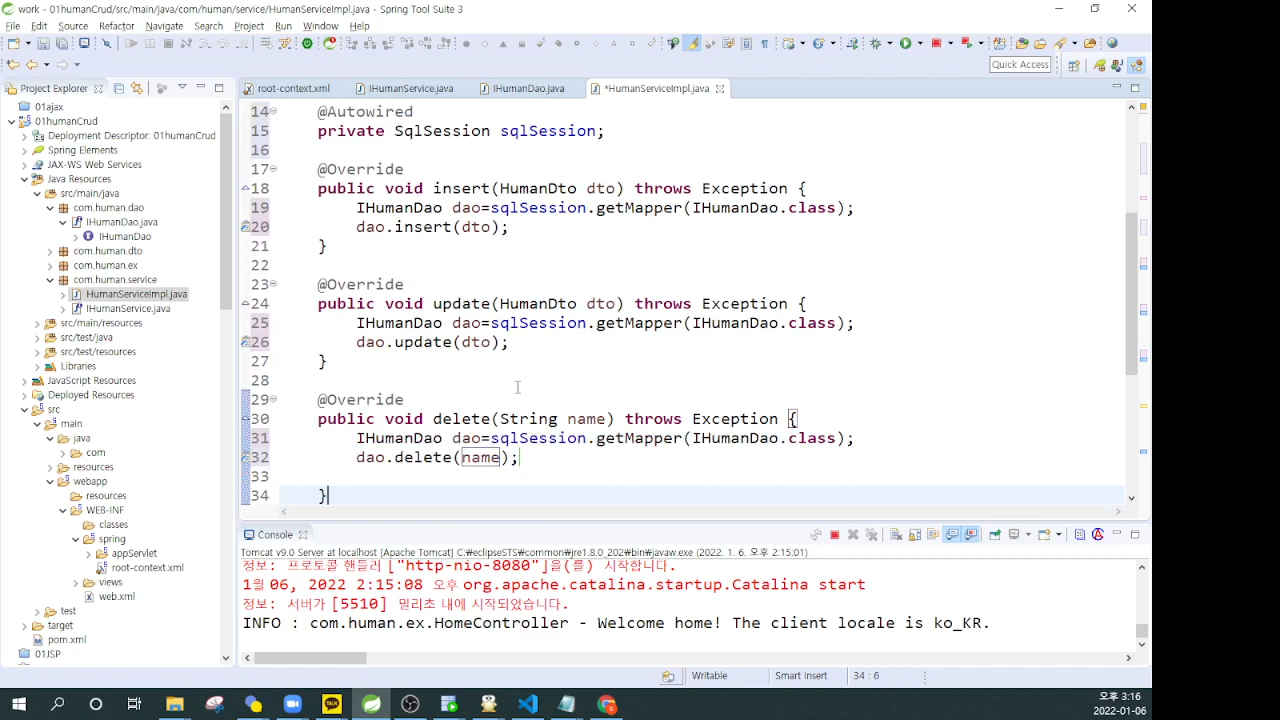 work - 01humanCrud/src/main/java/com/human/service/HumanServiceImpl.java - Spring Tool Suite 3
File Edit Source Refactor Navigate Search Project Run Window Help
Quick Access
Project Explorer
root-context.xml IHumanService.java IHumanDao.java *HumanServiceImpl.java
01ajax
01humanCrud
Deployment Descriptor: 01humanCrud
Spring Elements
JAX-WS Web Services
Java Resources
src/main/java
com.human.dao
IHumanDao.java
IHumanDao
com.human.dto
com.human.ex
com.human.service
HumanServiceImpl.java
IHumanService.java
src/main/resources
src/test/java
src/test/resources
Libraries
JavaScript Resources
Deployed Resources
src
main
java
com
resources
webapp
resources
WEB-INF
classes
spring
appServlet
root-context.xml
views
web.xml
test
target
pom.xml
01JSP
14 @Autowired
15 private SqlSession sqlSession;
16
17 @Override
18 public void insert(HumanDto dto) throws Exception {
19 IHumanDao dao=sqlSession.getMapper(IHumanDao.class);
20 dao.insert(dto);
21 }
22
23 @Override
24 public void update(HumanDto dto) throws Exception {
25 IHumanDao dao=sqlSession.getMapper(IHumanDao.class);
26 dao.update(dto);
27 }
28
29 @Override
30 public void delete(String name) throws Exception {
31 IHumanDao dao=sqlSession.getMapper(IHumanDao.class);
32 dao.delete(name);
33
34 }
Console
Tomcat v9.0 Server at localhost [Apache Tomcat] C:\eclipseSTS\common\jre1.8.0_202\bin\javaw.exe (2022. 1. 6. 오후 2:15:01)
정보: 프로토콜 핸들러 ["http-nio-8080"]을(를) 시작합니다.
1월 06, 2022 2:15:08 오후 org.apache.catalina.startup.Catalina start
정보: 서버가 [5510] 밀리초 내에 시작되었습니다.
INFO : com.human.ex.HomeController - Welcome home! The client locale is ko_KR.
Writable Smart Insert 34 : 6
TALK
오후 3:16
2022-01-06